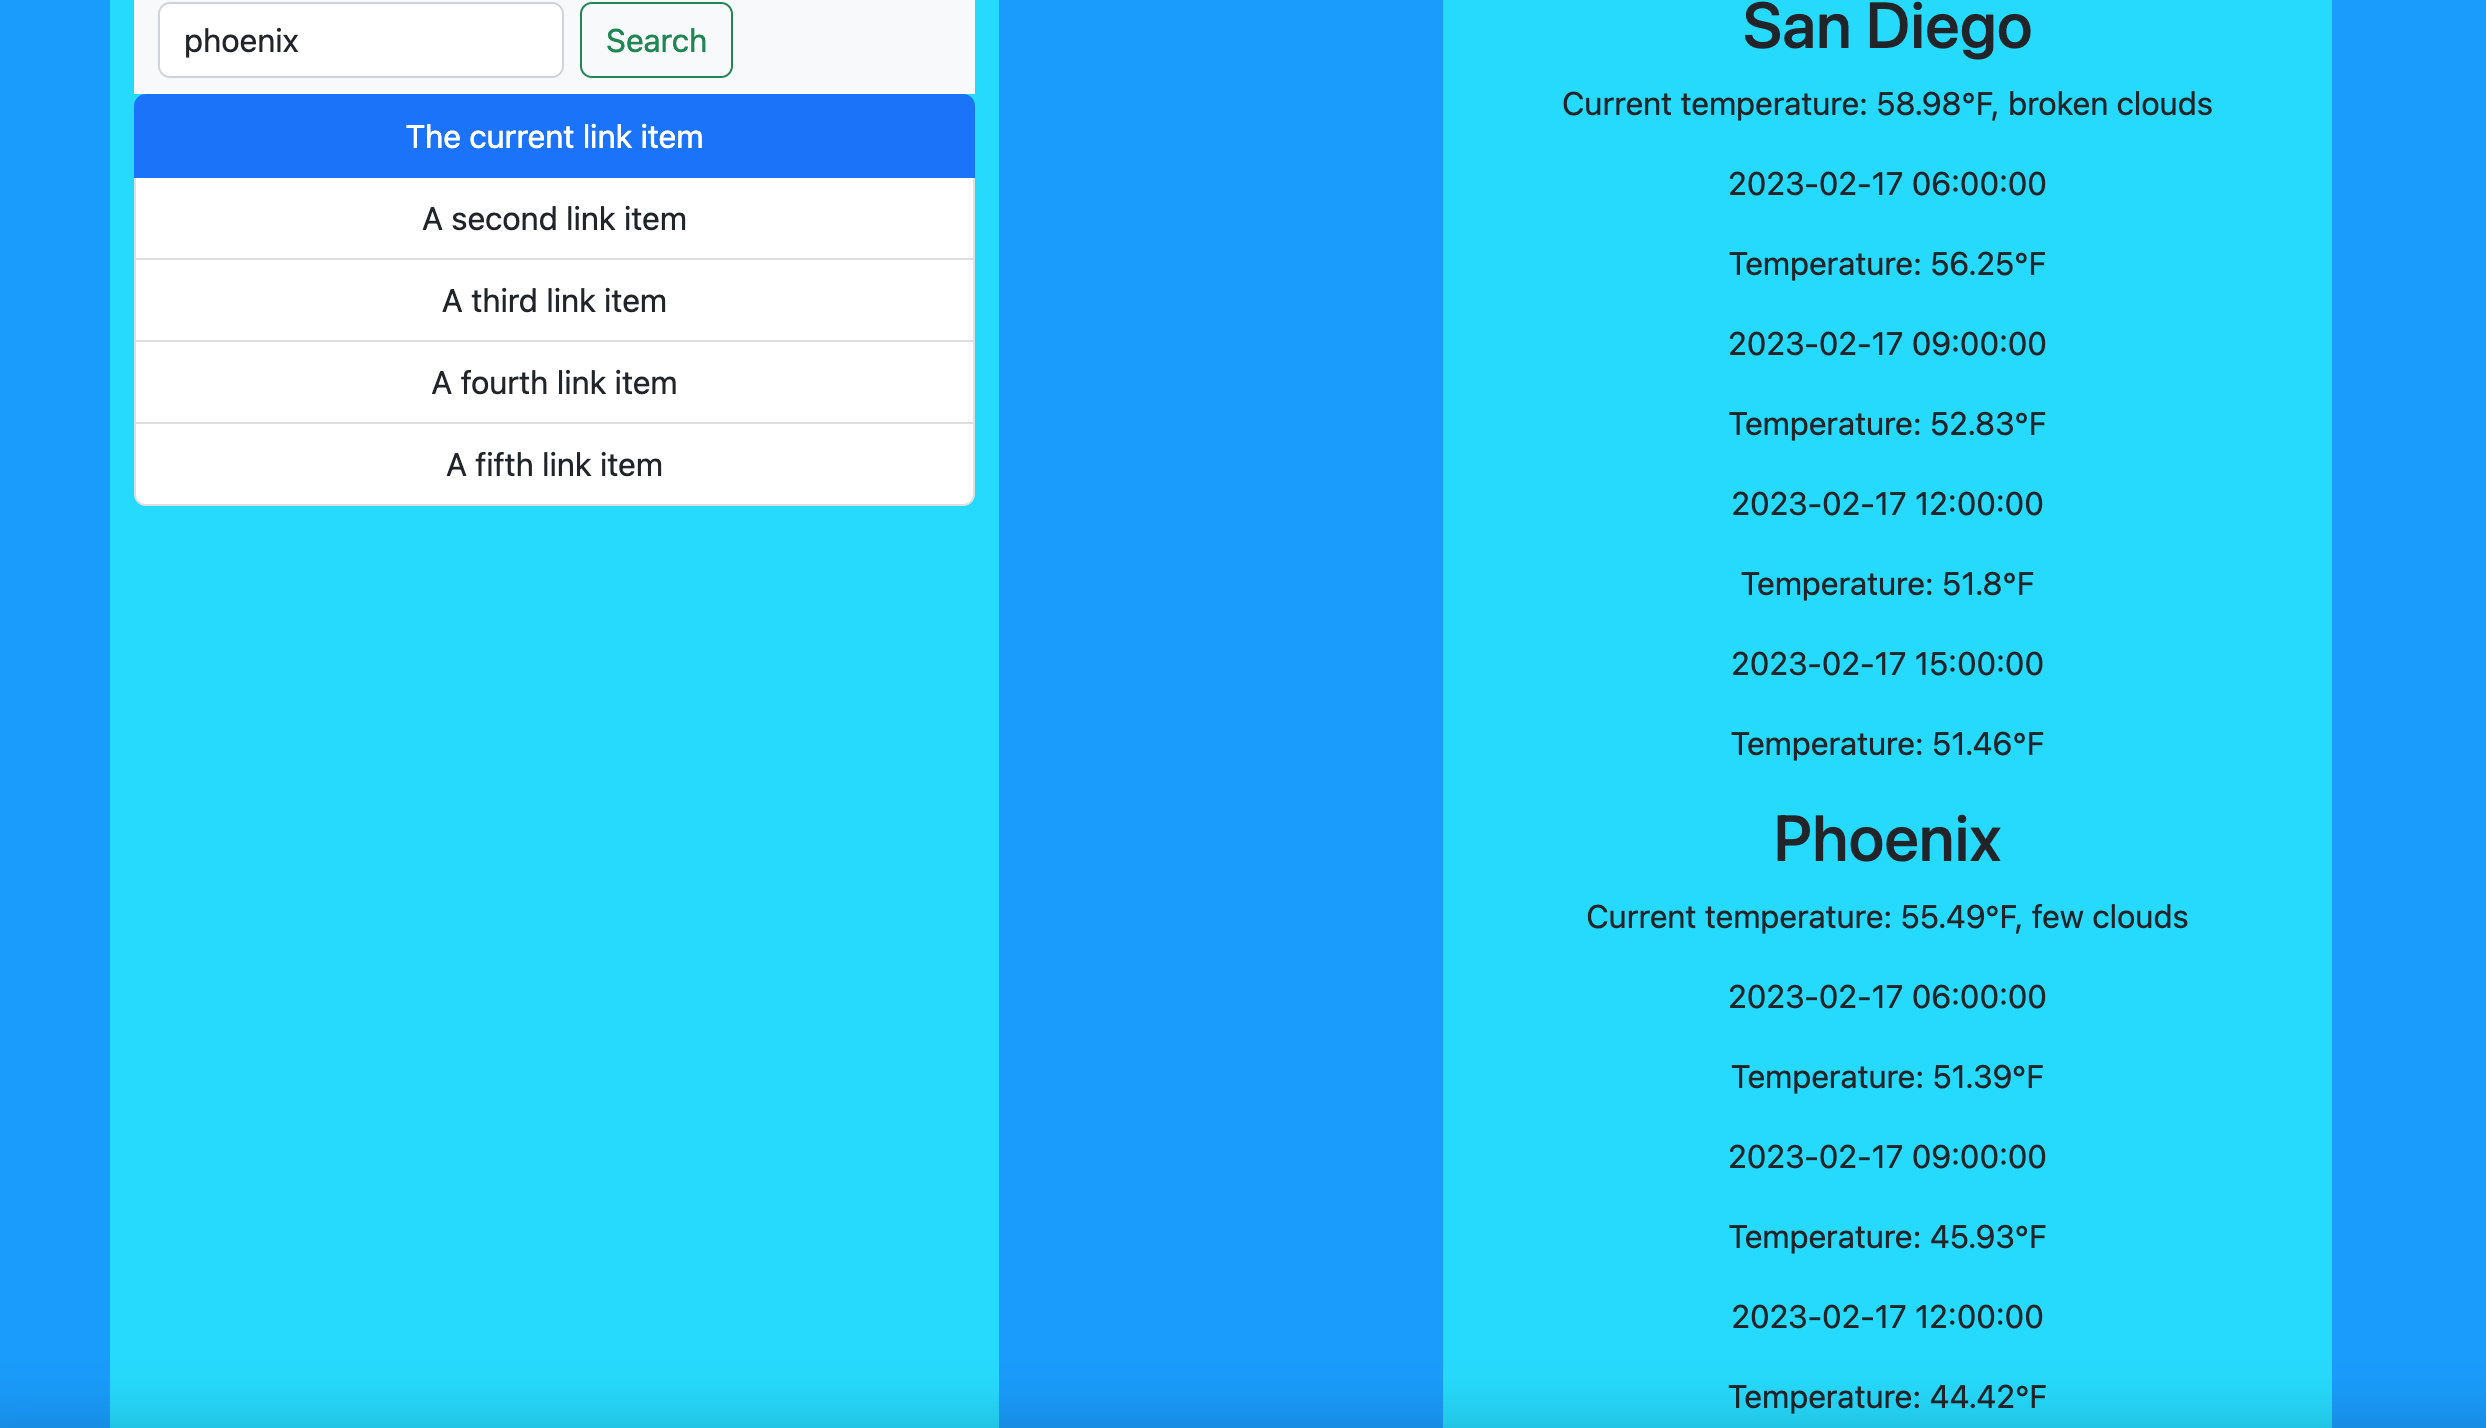 phoenix
Search
The current link item
A second link item
A third link item
A fourth link item
A fifth link item
San Diego
Current temperature: 58.98°F, broken clouds
2023-02-17 06:00:00
Temperature: 56.25°F
2023-02-17 09:00:00
Temperature: 52.83°F
2023-02-17 12:00:00
Temperature: 51.8°F
2023-02-17 15:00:00
Temperature: 51.46°F
Phoenix
Current temperature: 55.49°F, few clouds
2023-02-17 06:00:00
Temperature: 51.39°F
2023-02-17 09:00:00
Temperature: 45.93°F
2023-02-17 12:00:00
Temperature: 44.42°F